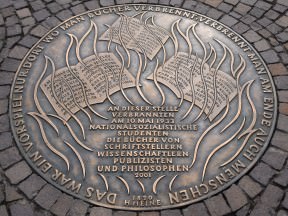 DAS WAR EIN VORSPIEL NUR DORT WO MAN BÜCHER VERBRENNT VERBRENNT MAN AM ENDE AUCH MENSCHEN
AN DIESER STELLE
VERBRANNTEN
AM 10 MAI 1933
NATIONALSOZIALISTISCHE
STUDENTEN
DIE BÜCHER VON
SCHRIFTSTELLERN
WISSENSCHAFTLERN
PUBLIZISTEN
UND PHILOSOPHEN
2001
1820
H HEINE